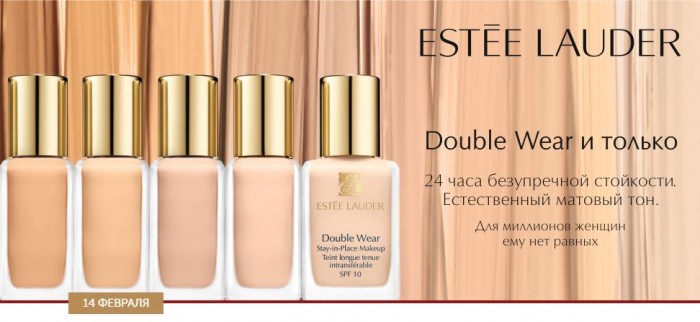 ESTĒE LAUDER
Double Wear и только
24 часа безупречной стойкости.
Естественный матовый тон.
Для миллионов женщин
ему нет равных
ESTĒE LAUDER
Double Wear
Stay-in-Place Makeup
Teint longue tenue
intransférable
SPF 10
14 ФЕВРАЛЯ